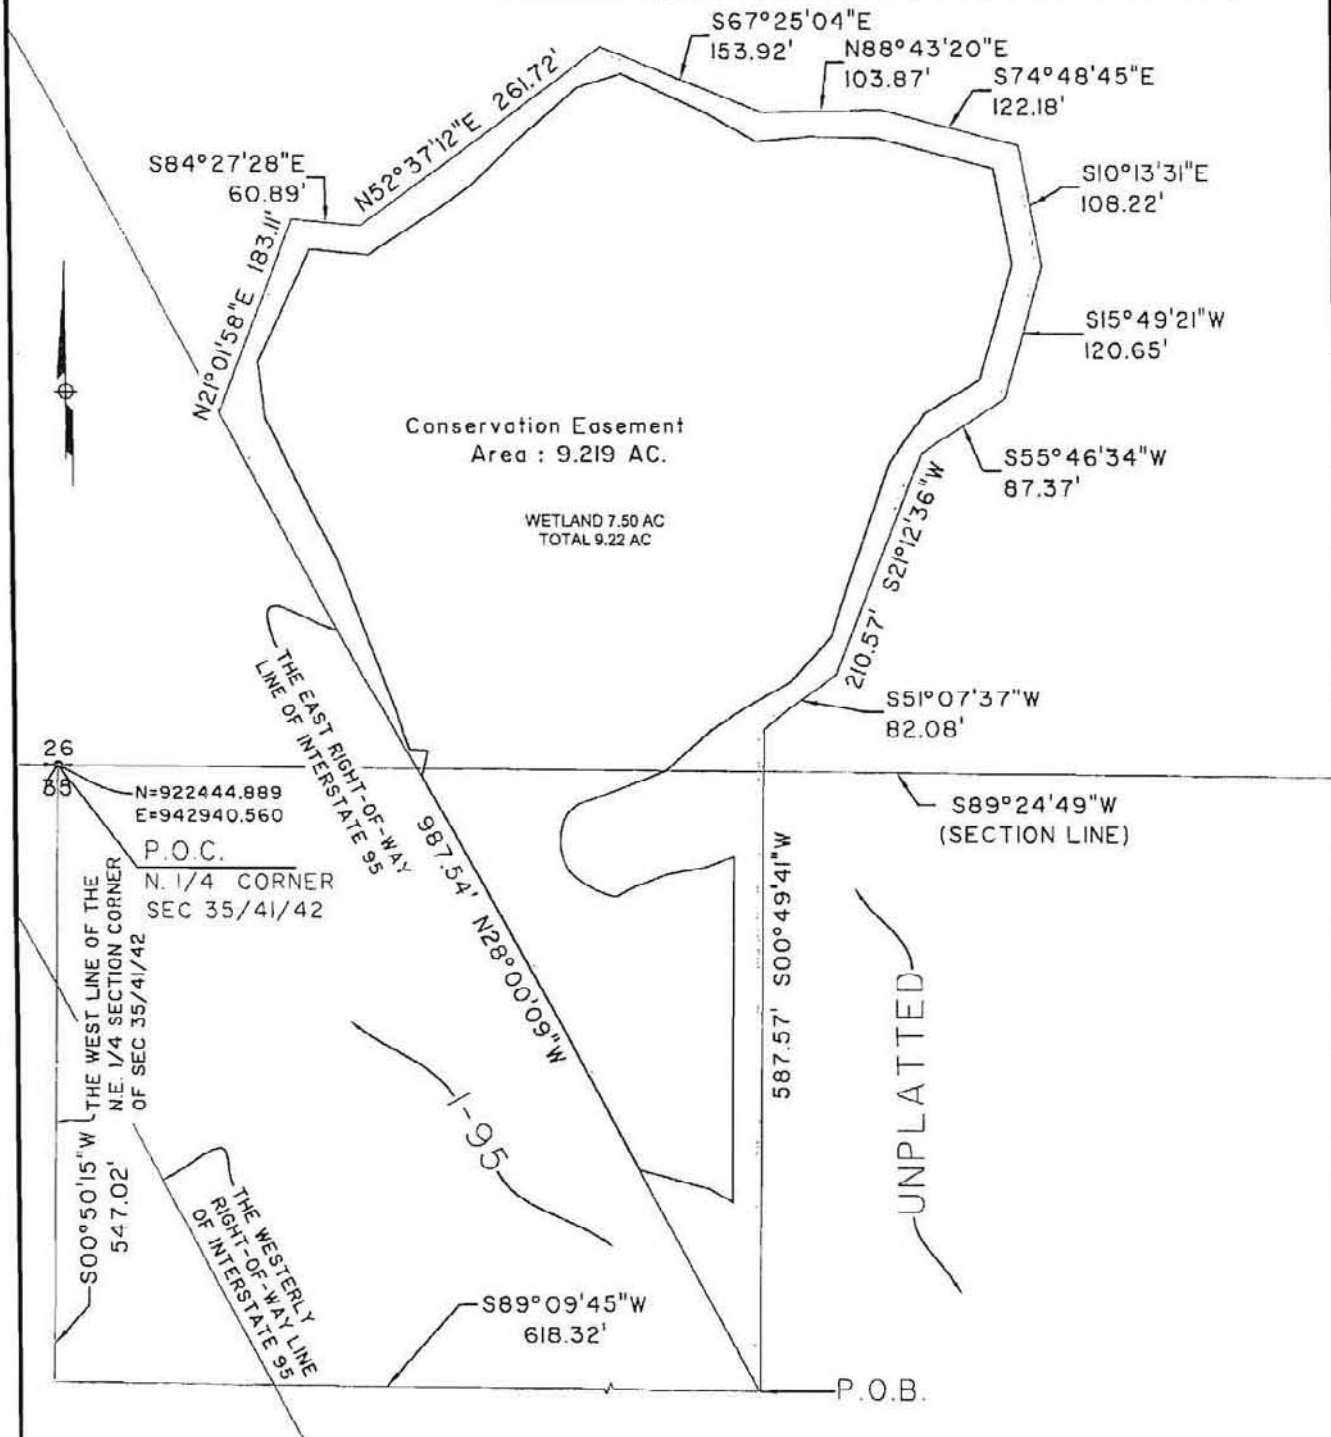 S67°25'04"E
153.92'
N88°43'20"E
103.87'
S74°48'45"E
122.18'
N52°37'12"E 261.72'
S84°27'28"E
60.89'
S10°13'31"E
108.22'
N21°01'58"E 183.11'
S15°49'21"W
120.65'
Conservation Easement
Area : 9.219 AC.
S55°46'34"W
87.37'
WETLAND 7.50 AC
TOTAL 9.22 AC
210.57' S21°12'36"W
S51°07'37"W
82.08'
THE EAST RIGHT-OF-WAY
LINE OF INTERSTATE 95
26
35
N=922444.889
E=942940.560
P.O.C.
N. 1/4 CORNER
SEC 35/41/42
S89°24'49"W
(SECTION LINE)
987.54' N28°00'09"W
587.57' S00°49'41"W
THE WEST LINE OF THE
N.E. 1/4 SECTION CORNER
OF SEC 35/41/42
UNPLATTED
I-95
S00°50'15"W
547.02'
THE WESTERLY
RIGHT-OF-WAY LINE
OF INTERSTATE 95
S89°09'45"W
618.32'
P.O.B.